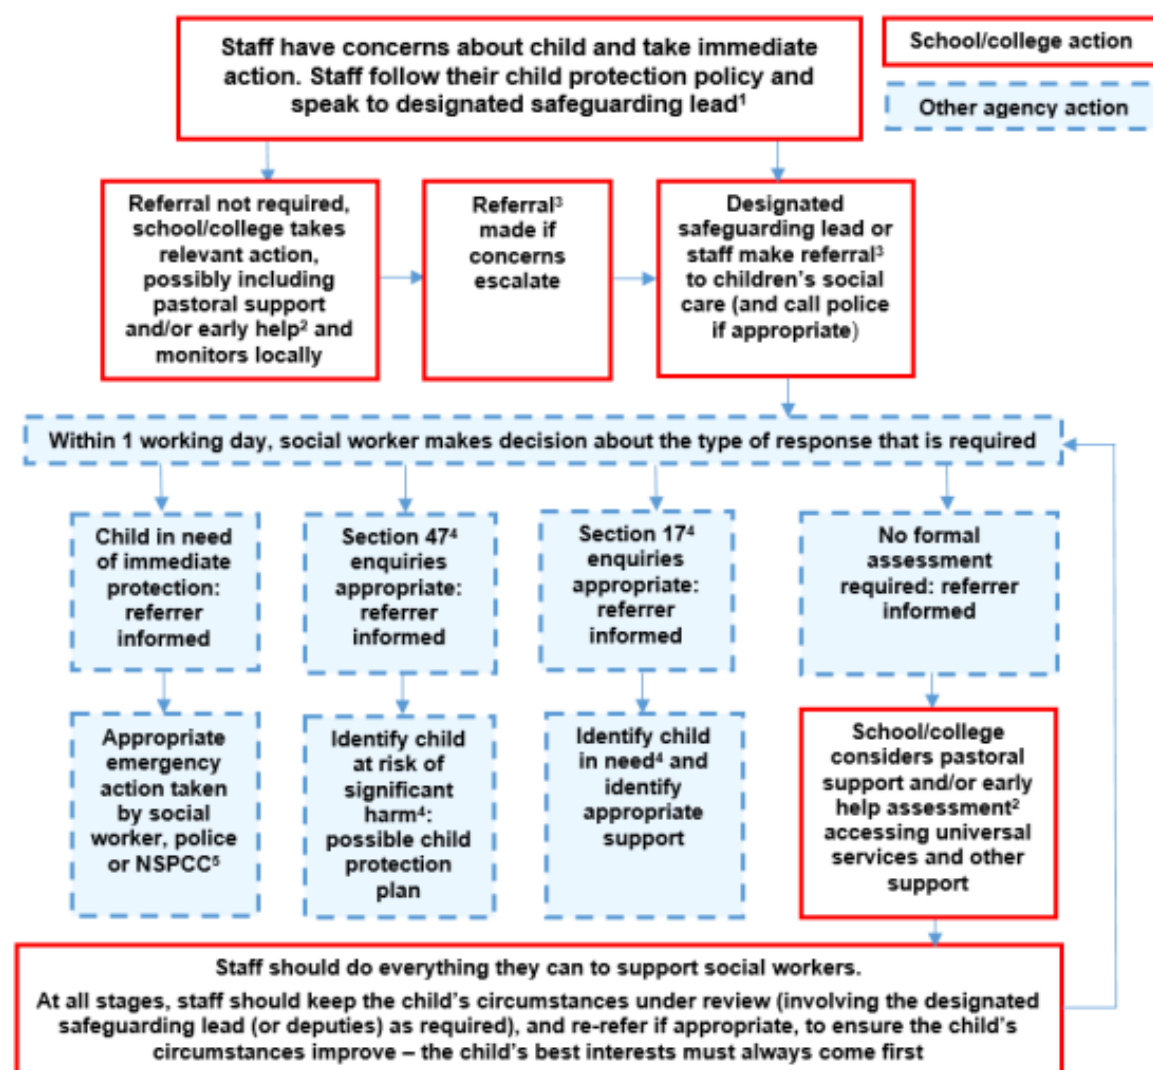 Staff have concerns about child and take immediate
action. Staff follow their child protection policy and
speak to designated safeguarding lead¹
School/college action
Other agency action
Referral not required,
school/college takes
relevant action,
possibly including
pastoral support
and/or early help² and
monitors locally
Referral³
made if
concerns
escalate
Designated
safeguarding lead or
staff make referral³
to children's social
care (and call police
if appropriate)
Within 1 working day, social worker makes decision about the type of response that is required
Child in need
of immediate
protection:
referrer
informed
Section 47⁴
enquiries
appropriate:
referrer
informed
Section 17⁴
enquiries
appropriate:
referrer
informed
No formal
assessment
required: referrer
informed
Appropriate
emergency
action taken
by social
worker, police
or NSPCC⁵
Identify child
at risk of
significant
harm⁴:
possible child
protection
plan
Identify child
in need⁴ and
identify
appropriate
support
School/college
considers pastoral
support and/or early
help assessment²
accessing universal
services and other
support
Staff should do everything they can to support social workers.
At all stages, staff should keep the child's circumstances under review (involving the designated
safeguarding lead (or deputies) as required), and re-refer if appropriate, to ensure the child's
circumstances improve – the child's best interests must always come first